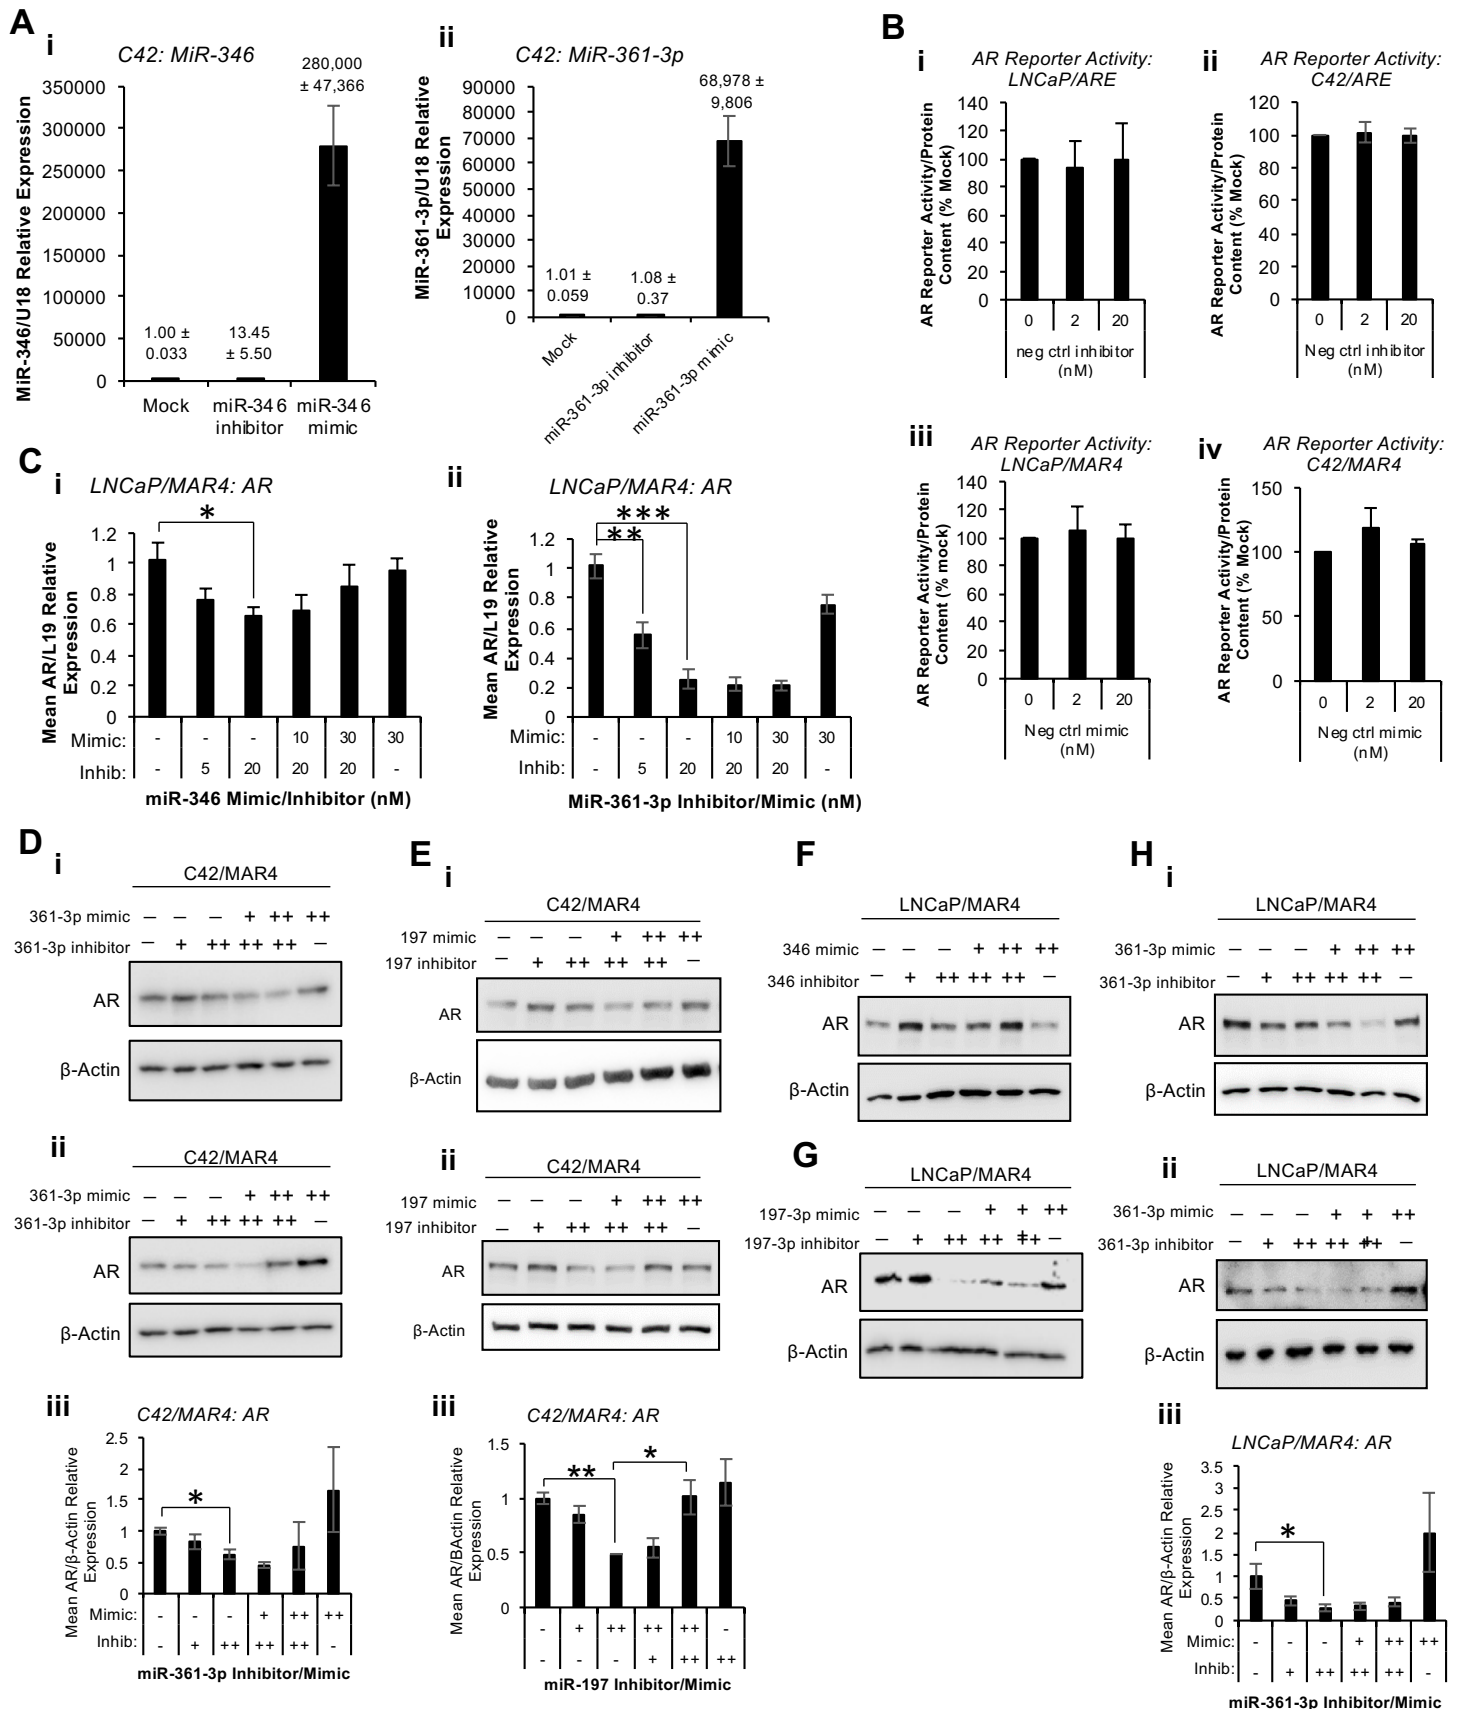 A
i
C42: MiR-346
MiR-346/U18 Relative Expression
350000
300000
250000
200000
150000
100000
50000
0
1.00 ±
0.033
13.45
± 5.50
280,000
± 47,366
Mock
miR-346
inhibitor
miR-346
mimic
ii
C42: MiR-361-3p
MiR-361-3p/U18 Relative
Expression
90000
80000
70000
60000
50000
40000
30000
20000
10000
0
1.01 ±
0.059
1.08 ±
0.37
68,978 ±
9,806
Mock
miR-361-3p inhibitor
miR-361-3p mimic
B
i
AR Reporter Activity:
LNCaP/ARE
AR Reporter Activity/Protein
Content (% Mock)
140
120
100
80
60
40
20
0
0 2 20
neg ctrl inhibitor
(nM)
ii
AR Reporter Activity:
C42/ARE
AR Reporter Activity/Protein
Content (% Mock)
120
100
80
60
40
20
0
0 2 20
Neg ctrl inhibitor
(nM)
iii
AR Reporter Activity:
LNCaP/MAR4
AR Reporter Activity/Protein
Content (% mock)
140
120
100
80
60
40
20
0
0 2 20
Neg ctrl mimic
(nM)
iv
AR Reporter Activity:
C42/MAR4
AR Reporter Activity/Protein
Content (% Mock)
150
100
50
0
0 2 20
Neg ctrl mimic
(nM)
C
i
LNCaP/MAR4: AR
Mean AR/L19 Relative
Expression
1.2
1
0.8
0.6
0.4
0.2
0
*
Mimic: - - - 10 30 30
Inhib: - 5 20 20 20 -
miR-346 Mimic/Inhibitor (nM)
ii
LNCaP/MAR4: AR
Mean AR/L19 Relative
Expression
1.2
1
0.8
0.6
0.4
0.2
0
***
**
Mimic: - - - 10 30 30
Inhib: - 5 20 20 20 -
MiR-361-3p Inhibitor/Mimic (nM)
D
i
C42/MAR4
361-3p mimic – – – + ++ ++
361-3p inhibitor – + ++ ++ ++ –
AR
β-Actin
ii
C42/MAR4
361-3p mimic – – – + ++ ++
361-3p inhibitor – + ++ ++ ++ –
AR
β-Actin
iii
C42/MAR4: AR
Mean AR/β-Actin Relative
Expression
2.5
2
1.5
1
0.5
0
*
Mimic: - - - + ++ ++
Inhib: - + ++ ++ ++ -
miR-361-3p Inhibitor/Mimic
E
i
C42/MAR4
197 mimic – – – + ++ ++
197 inhibitor – + ++ ++ ++ –
AR
β-Actin
ii
C42/MAR4
197 mimic – – – + ++ ++
197 inhibitor – + ++ ++ ++ –
AR
β-Actin
iii
C42/MAR4: AR
Mean AR/BActin Relative
Expression
1.5
1
0.5
0
**
*
- + ++ ++ ++ -
- - - + ++ ++
miR-197 Inhibitor/Mimic
F
LNCaP/MAR4
346 mimic – – – + ++ ++
346 inhibitor – + ++ ++ ++ –
AR
β-Actin
G
LNCaP/MAR4
197-3p mimic – – – + + ++
197-3p inhibitor – + ++ ++ ++ –
AR
β-Actin
H
i
LNCaP/MAR4
361-3p mimic – – – + ++ ++
361-3p inhibitor – + ++ ++ ++ –
AR
β-Actin
ii
LNCaP/MAR4
361-3p mimic – – – + + ++
361-3p inhibitor – + ++ ++ ++ –
AR
β-Actin
iii
LNCaP/MAR4: AR
Mean AR/β-Actin Relative
Expression
3.5
3
2.5
2
1.5
1
0.5
0
*
Mimic: - - - + ++ ++
Inhib: - + ++ ++ ++ -
miR-361-3p Inhibitor/Mimic